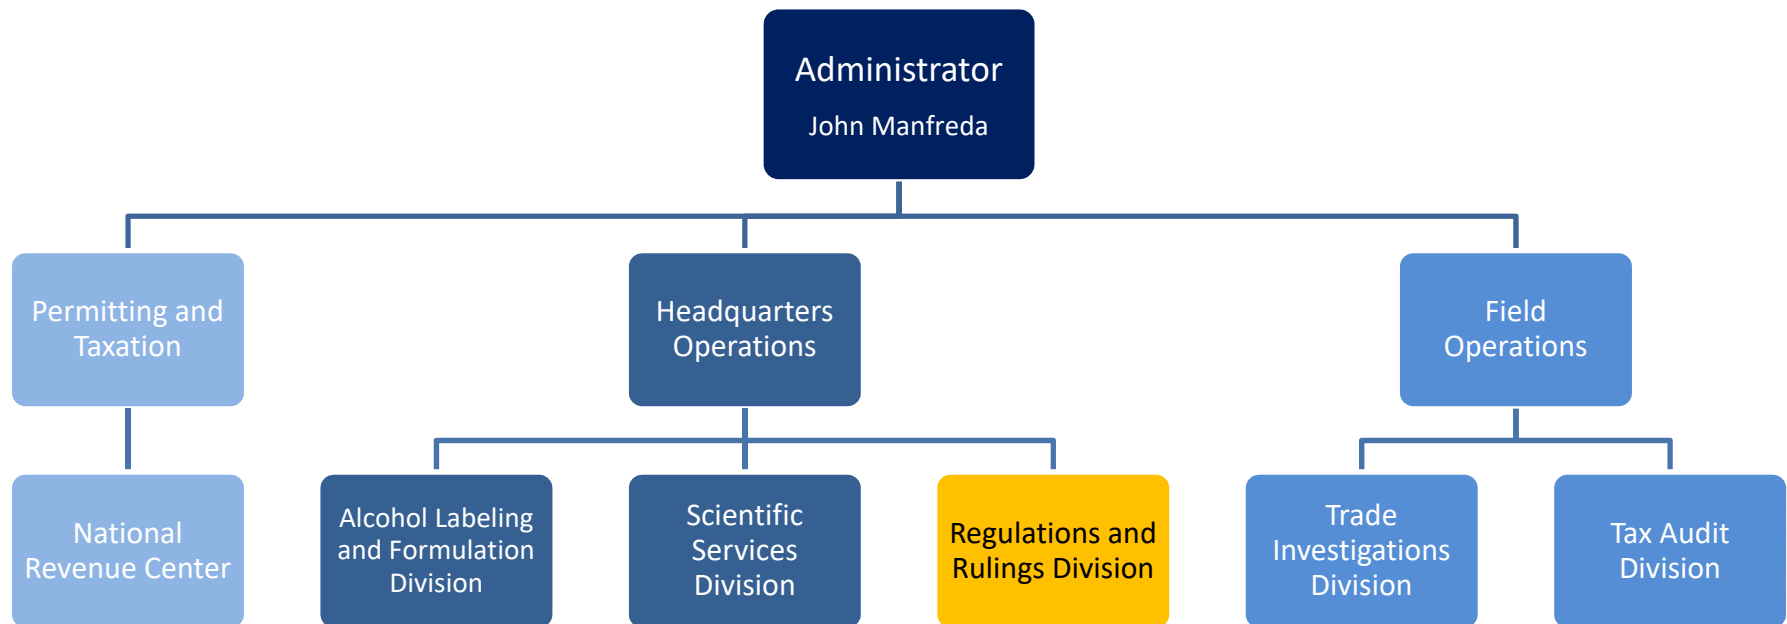 Administrator
John Manfreda
Permitting and
Taxation
Headquarters
Operations
Field
Operations
National
Revenue Center
Alcohol Labeling
and Formulation
Division
Scientific
Services
Division
Regulations and
Rulings Division
Trade
Investigations
Division
Tax Audit
Division